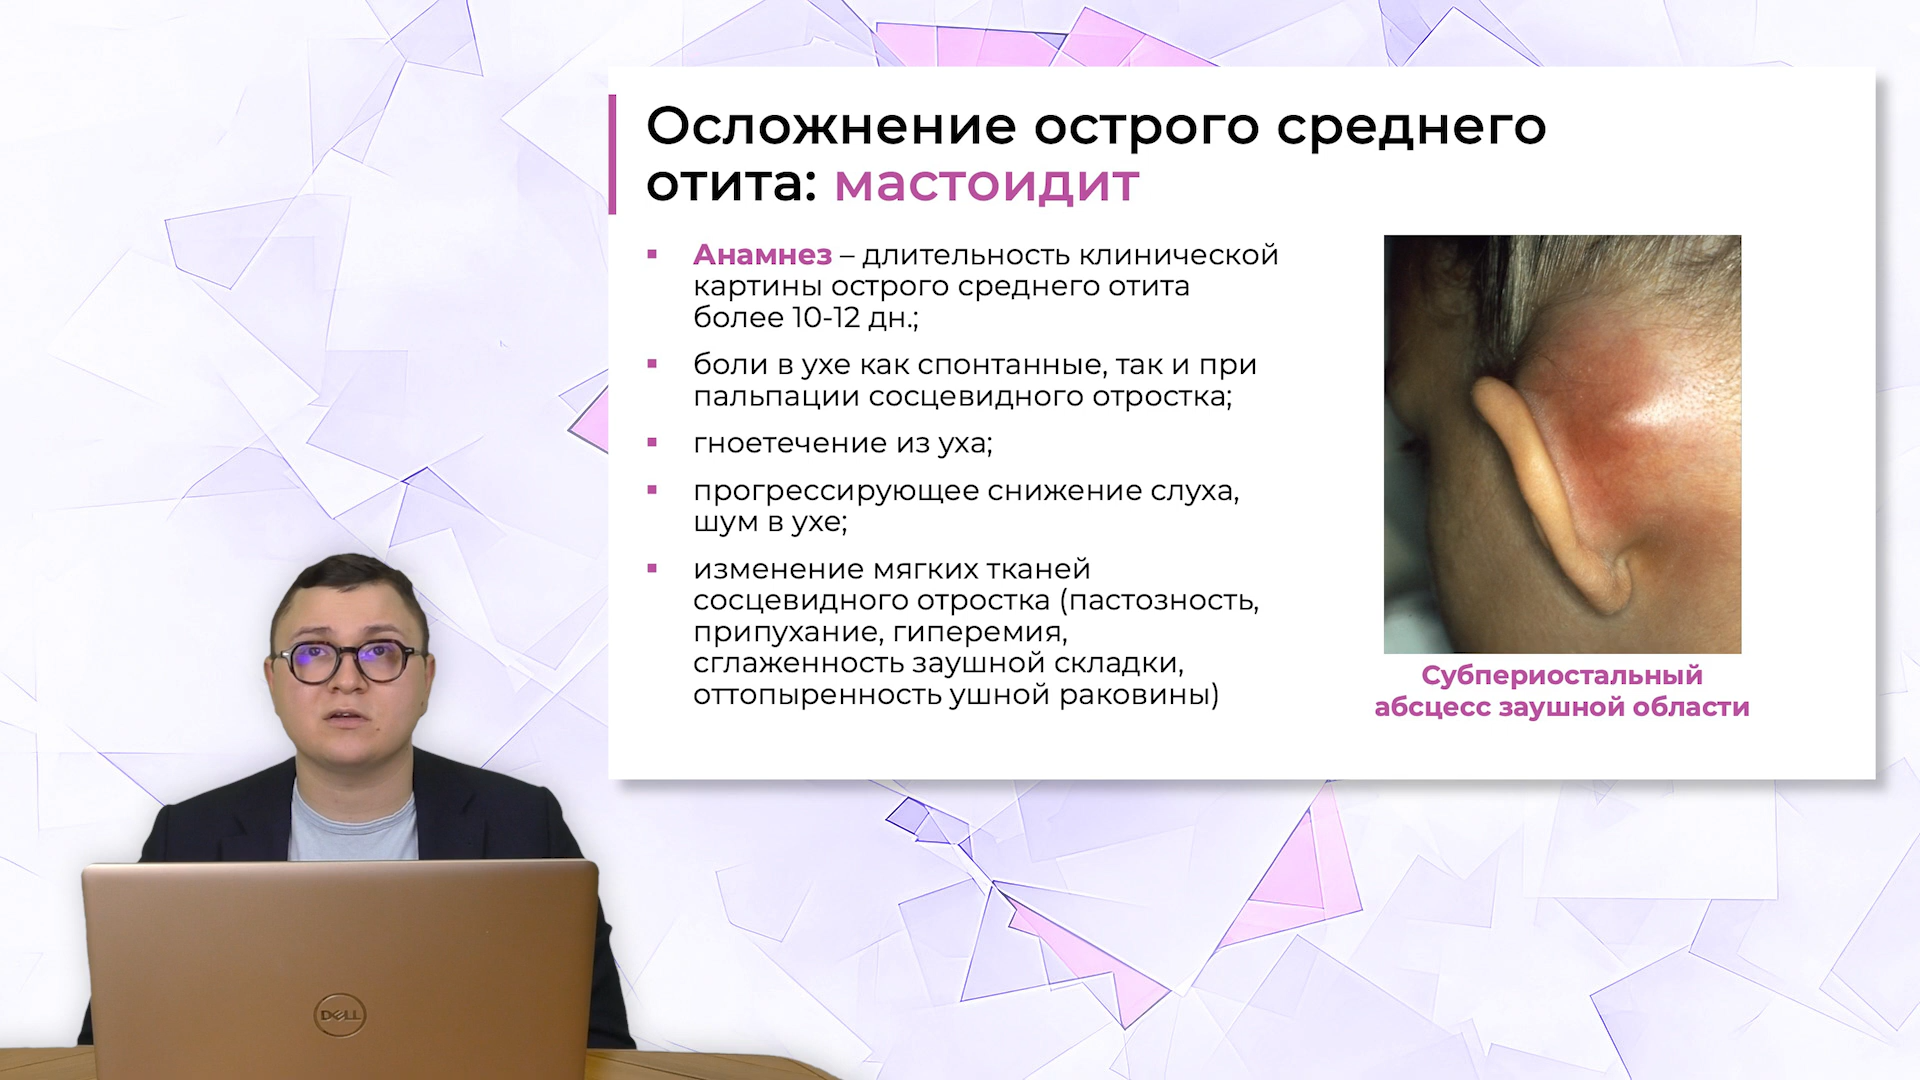 Осложнение острого среднего
отита: мастоидит
Анамнез – длительность клинической
картины острого среднего отита
более 10-12 дн.;
боли в ухе как спонтанные, так и при
пальпации сосцевидного отростка;
гноетечение из уха;
прогрессирующее снижение слуха,
шум в ухе;
изменение мягких тканей
сосцевидного отростка (пастозность,
припухание, гиперемия,
сглаженность заушной складки,
оттопыренность ушной раковины)
Субпериостальный
абсцесс заушной области
DELL